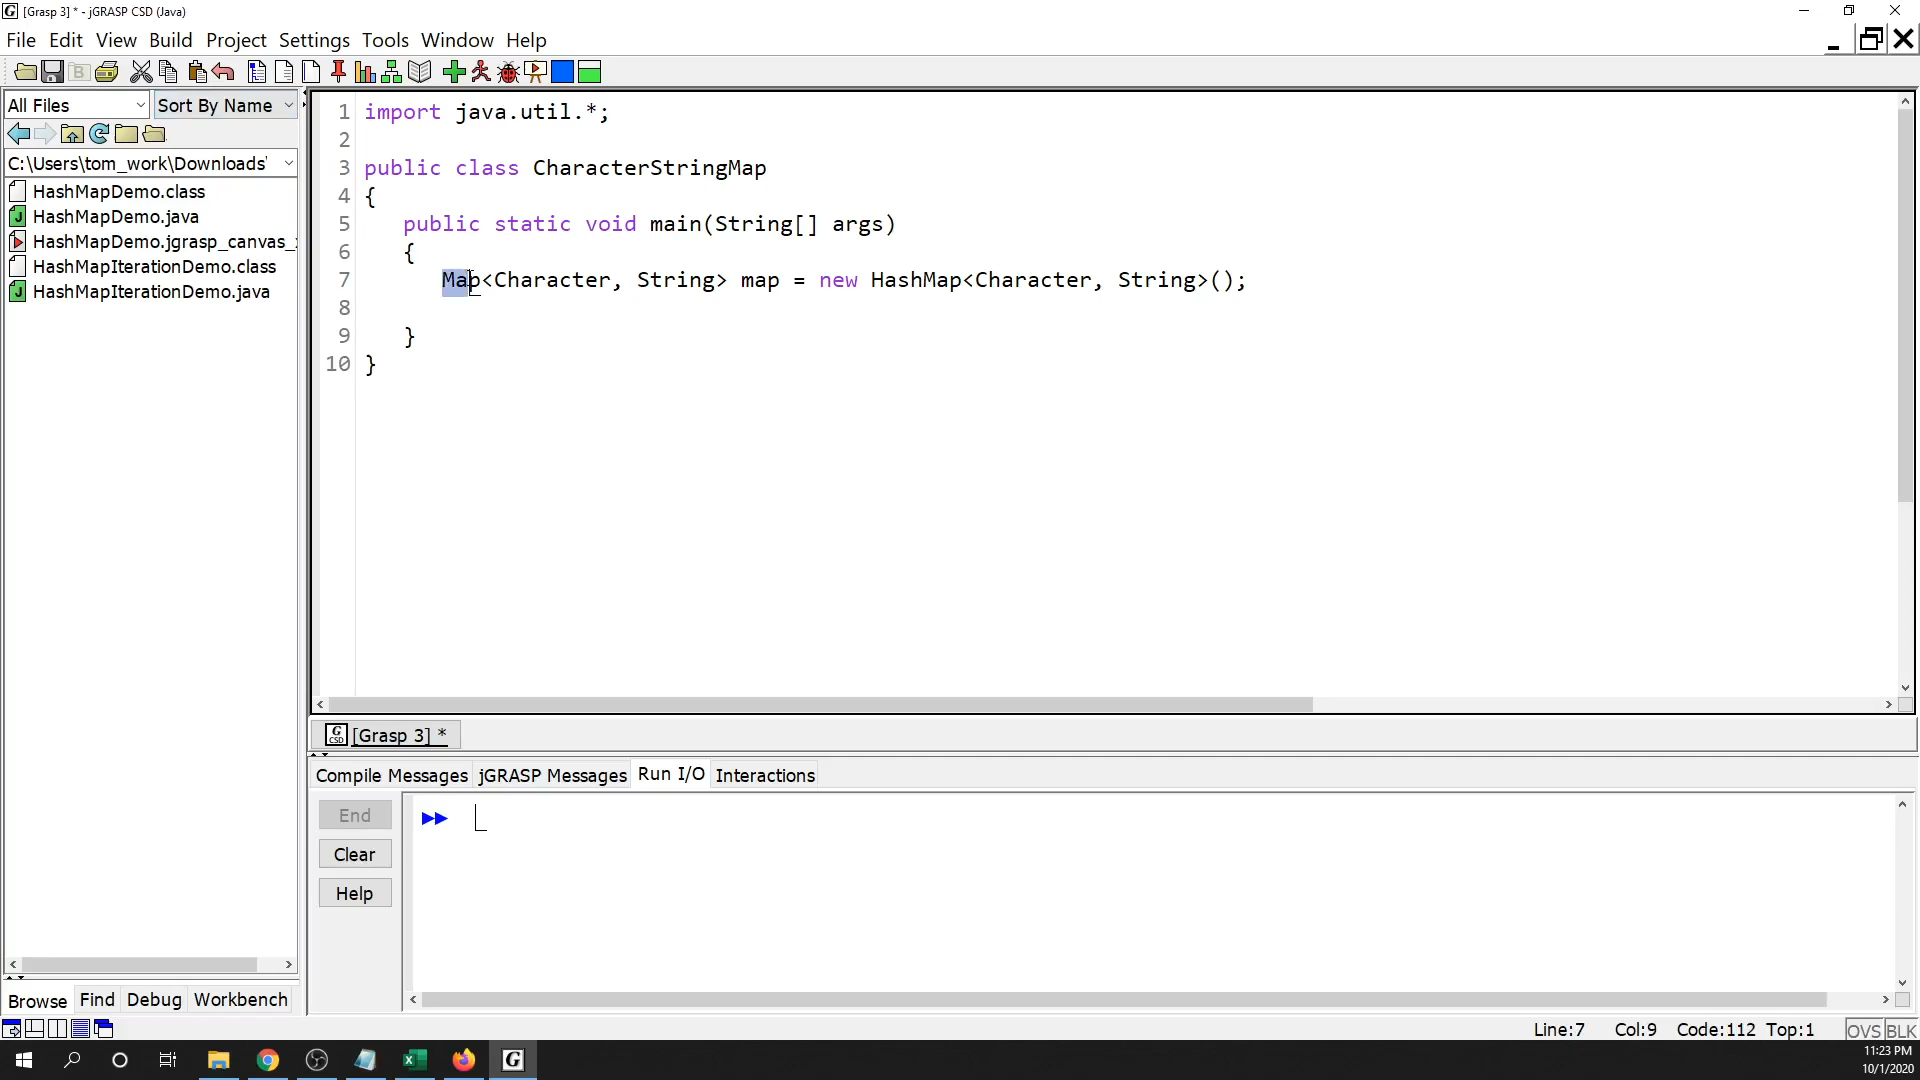 [Grasp 3] * - jGRASP CSD (Java)
File Edit View Build Project Settings Tools Window Help
All Files Sort By Name
C:\Users\tom_work\Downloads'
HashMapDemo.class
HashMapDemo.java
HashMapDemo.jgrasp_canvas_
HashMapIterationDemo.class
HashMapIterationDemo.java
1 import java.util.*;
2
3 public class CharacterStringMap
4 {
5 public static void main(String[] args)
6 {
7 Map<Character, String> map = new HashMap<Character, String>();
8
9 }
10 }
[Grasp 3] *
Compile Messages jGRASP Messages Run I/O Interactions
End
Clear
Help
Browse Find Debug Workbench
Line:7 Col:9 Code:112 Top:1 OVS BLK
11:23 PM
10/1/2020